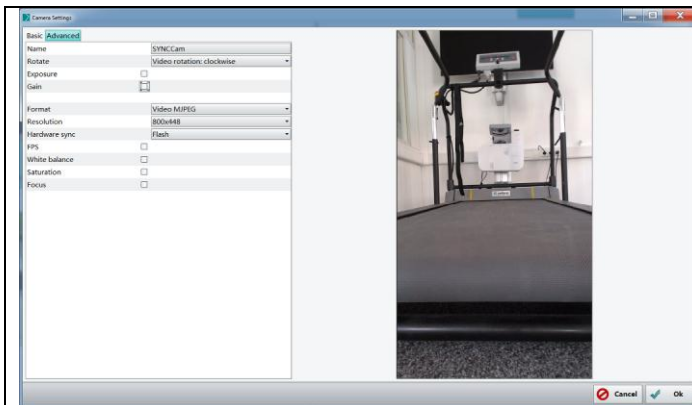 Camera Settings
Basic Advanced
Name SYNCCam
Rotate Video rotation: clockwise
Exposure
Gain
Format Video MJPEG
Resolution 800x448
Hardware sync Flash
FPS
White balance
Saturation
Focus
Cancel Ok